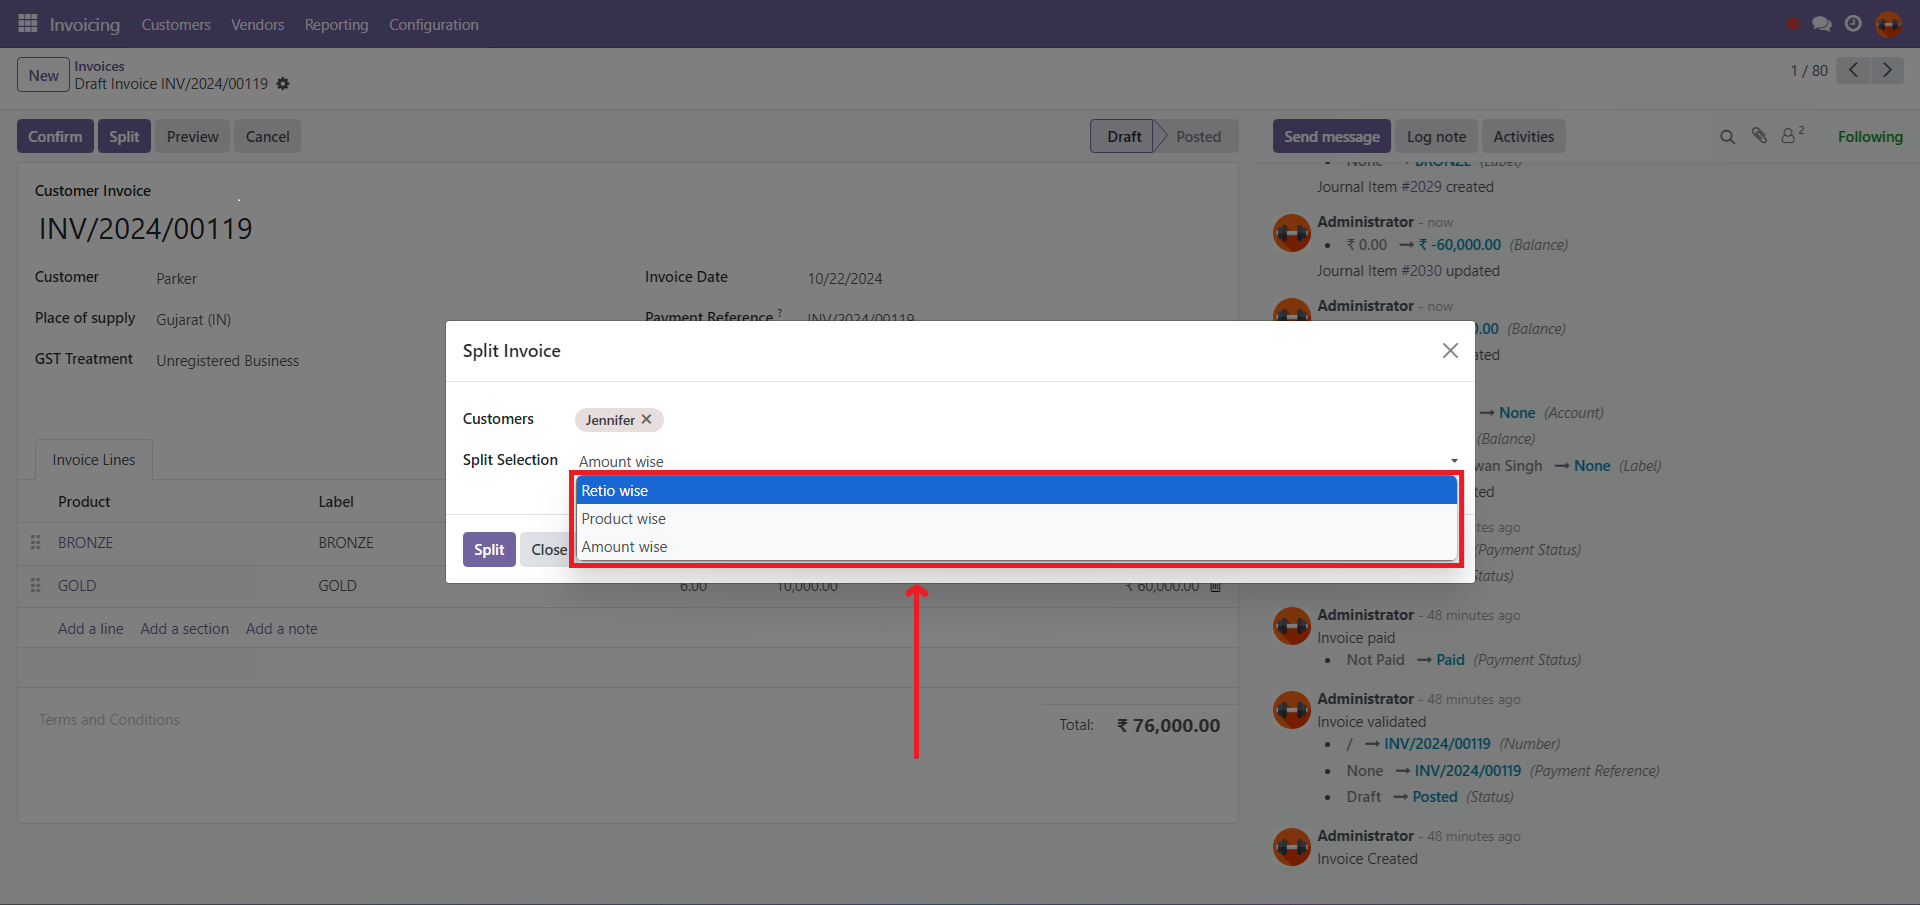 Invoicing Customers Vendors Reporting Configuration
New
Invoices
Draft Invoice INV/2024/00119
1 / 80
Confirm Split Preview Cancel
Draft Posted
Send message Log note Activities
2
Following
Customer Invoice
INV/2024/00119
Customer Parker
Place of supply Gujarat (IN)
GST Treatment Unregistered Business
Invoice Date 10/22/2024
Payment Reference ? INV/2024/00119
Invoice Lines
Product Label
BRONZE BRONZE
GOLD GOLD 6.00 10,000.00 ₹ 60,000.00
Add a line Add a section Add a note
Terms and Conditions
Total: ₹ 76,000.00
Split Invoice
Customers Jennifer
Split Selection Amount wise
Retio wise
Product wise
Amount wise
Split Close
None → BRONZE (Label)
Journal Item #2029 created
Administrator - now
• ₹ 0.00 → ₹ -60,000.00 (Balance)
Journal Item #2030 updated
Administrator - now
0.00 (Balance)
→ None (Account)
(Balance)
wan Singh → None (Label)
(Payment Status)
Administrator - 48 minutes ago
Invoice paid
• Not Paid → Paid (Payment Status)
Administrator - 48 minutes ago
Invoice validated
• / → INV/2024/00119 (Number)
• None → INV/2024/00119 (Payment Reference)
• Draft → Posted (Status)
Administrator - 48 minutes ago
Invoice Created